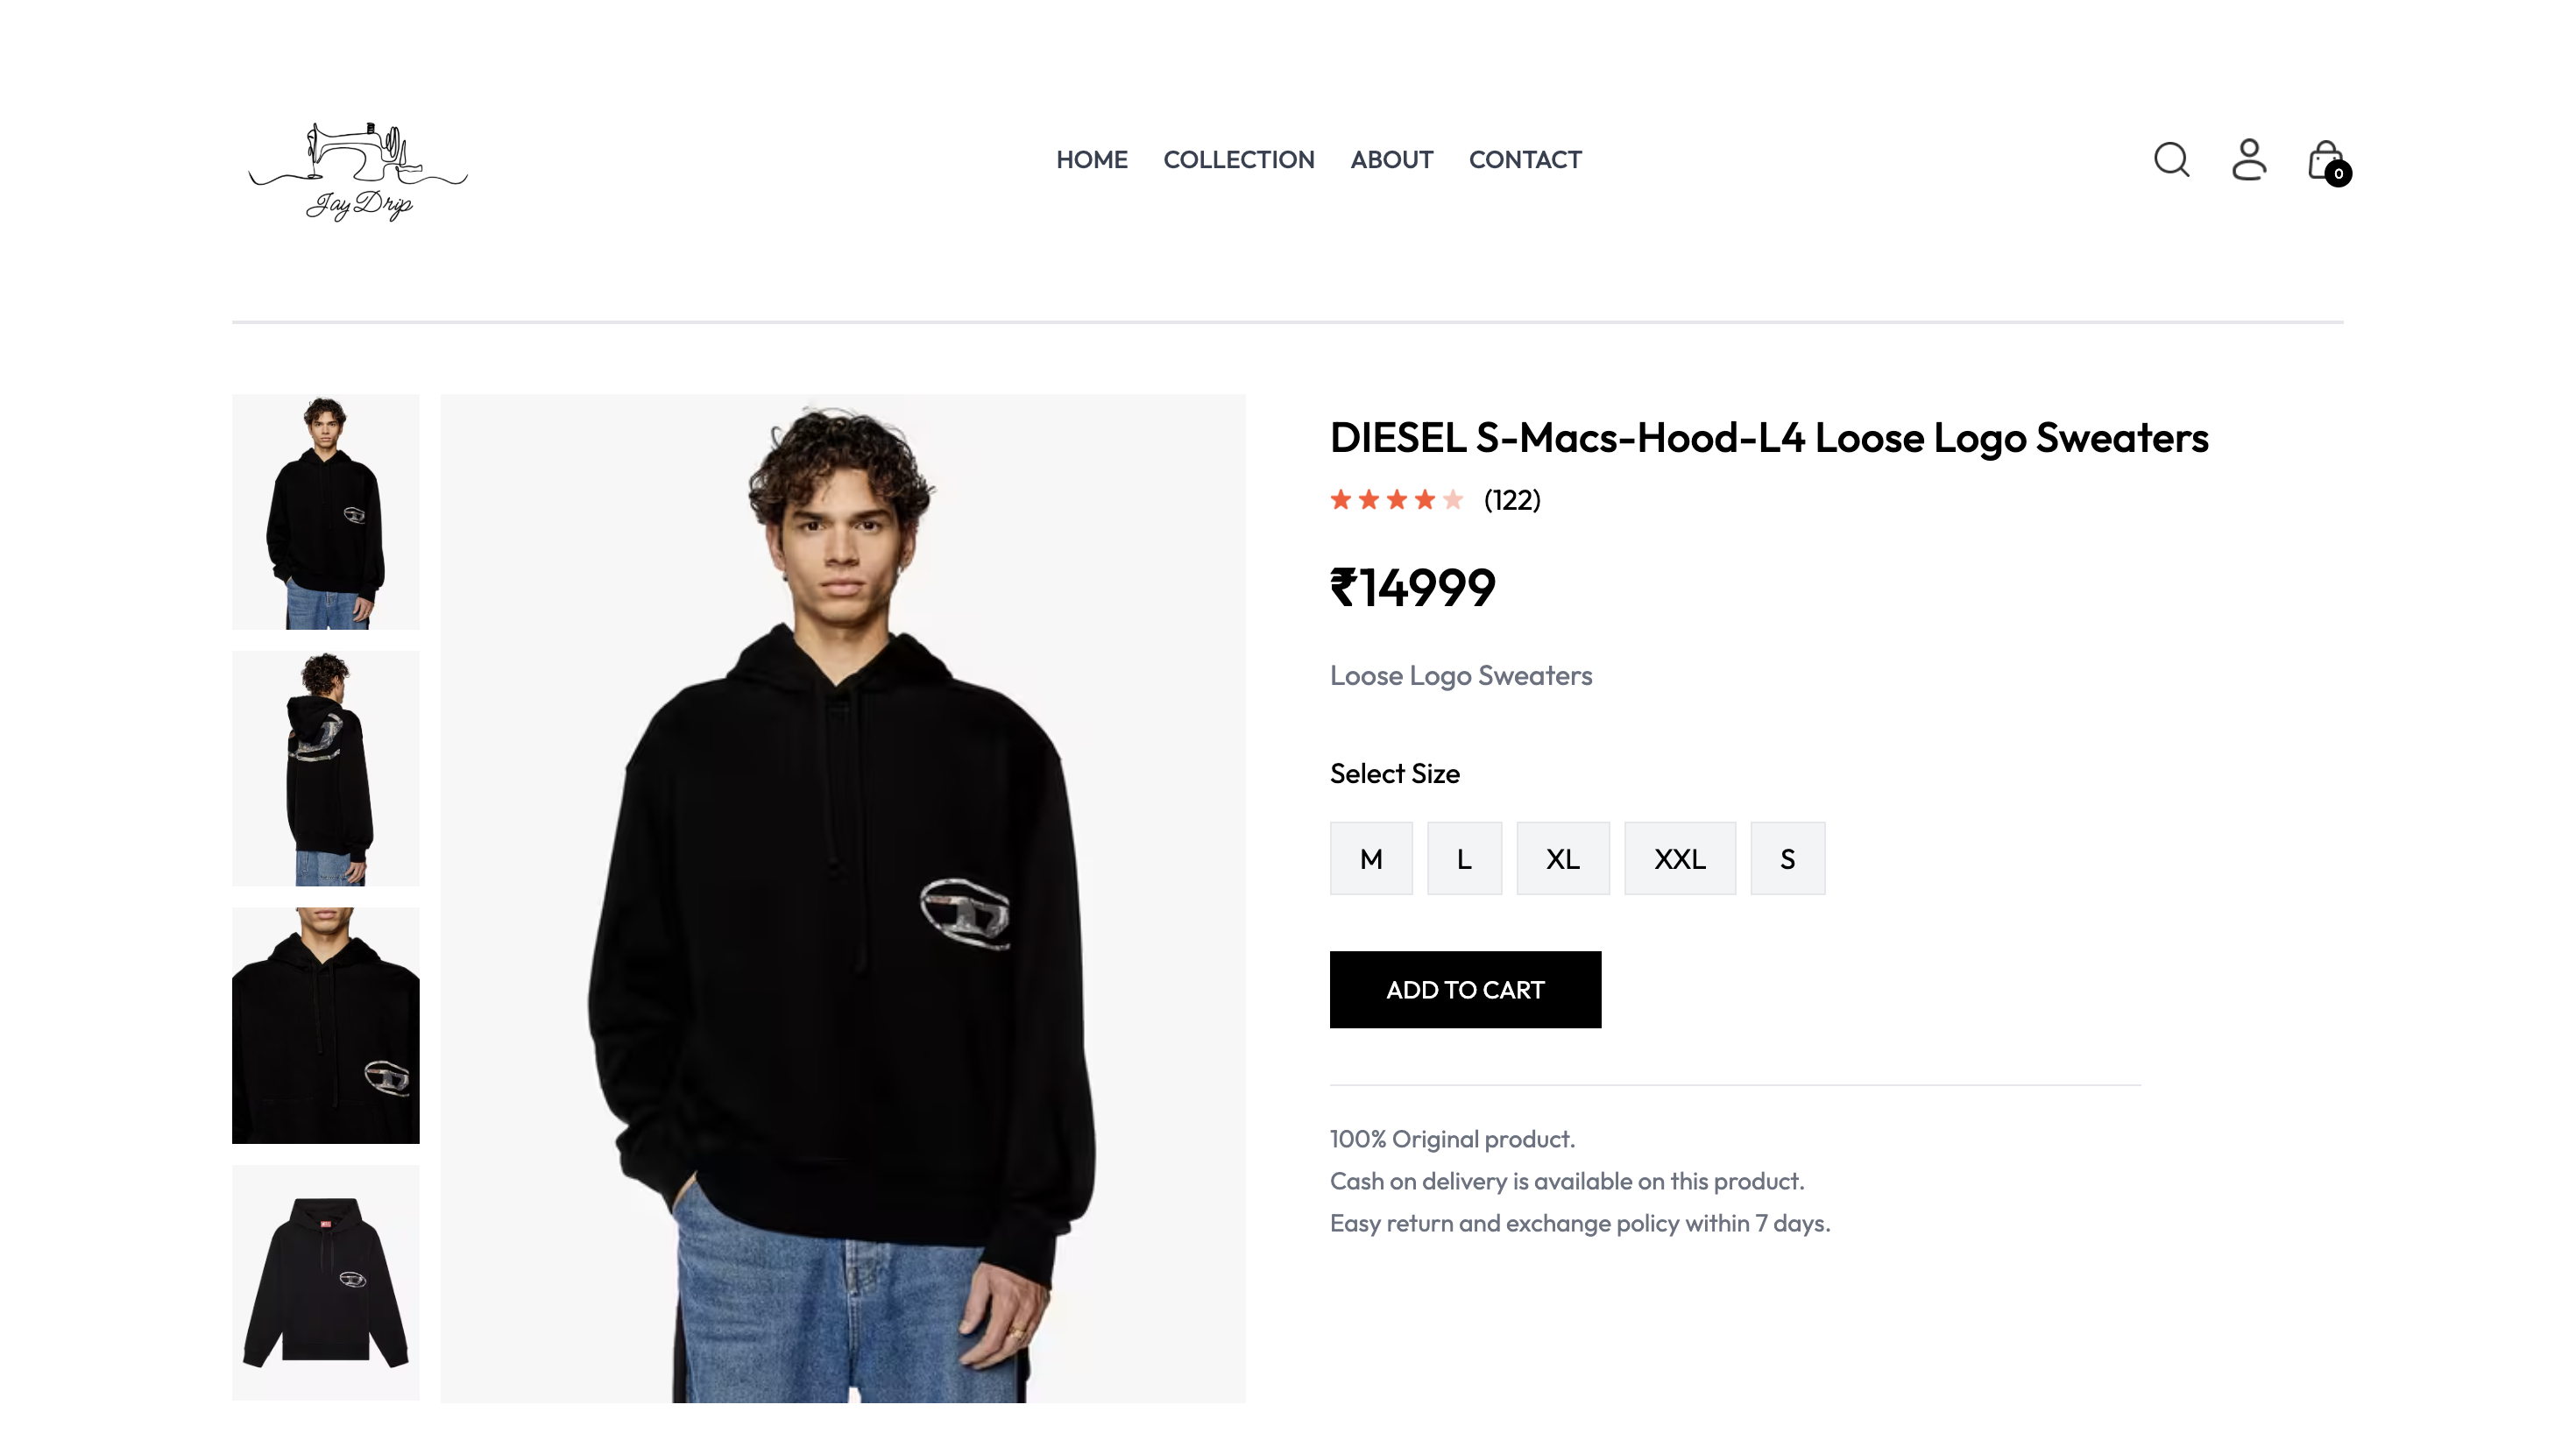 Jay Drip
HOME COLLECTION ABOUT CONTACT
0
DIESEL S-Macs-Hood-L4 Loose Logo Sweaters
(122)
₹14999
Loose Logo Sweaters
Select Size
M L XL XXL S
ADD TO CART
100% Original product.
Cash on delivery is available on this product.
Easy return and exchange policy within 7 days.